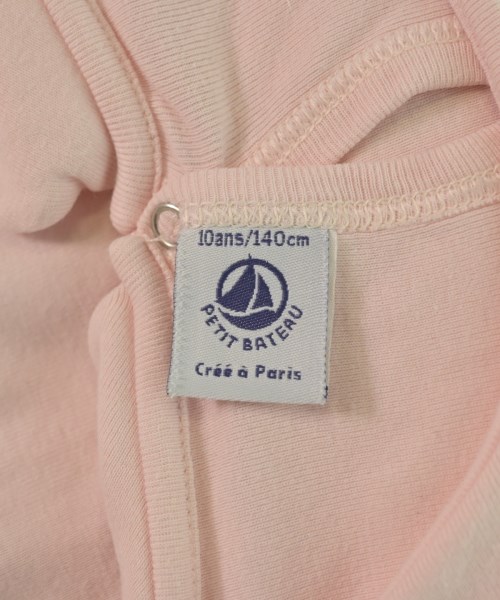 10ans/140cm
PETIT BATEAU
Créé à Paris